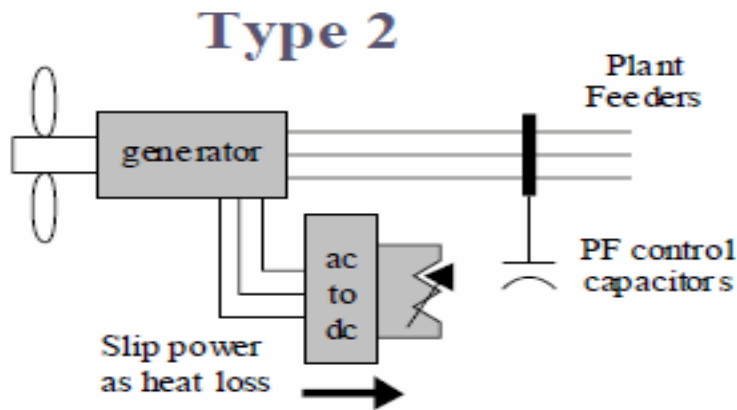 Type 2
Plant
Feeders
generator
ac
to
dc
PF control
capacitors
Slip power
as heat loss